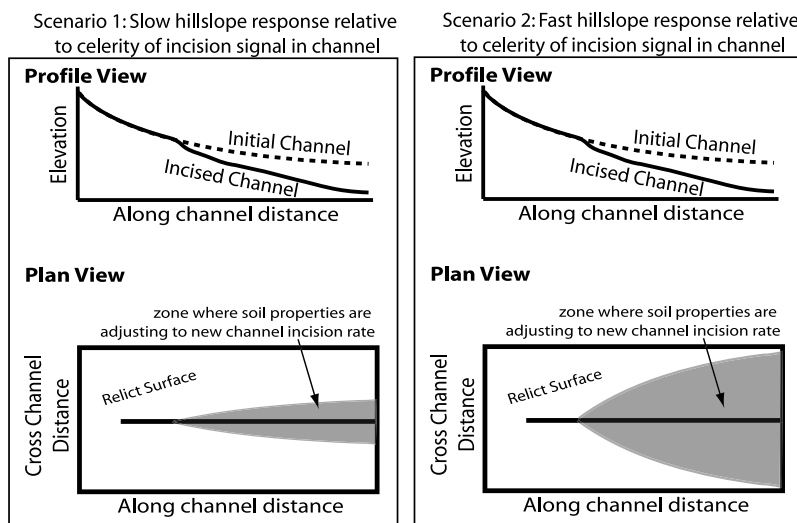 Scenario 1: Slow hillslope response relative
to celerity of incision signal in channel
Profile View
Elevation
Initial Channel
Incised Channel
Along channel distance
Plan View
zone where soil properties are
adjusting to new channel incision rate
Relict Surface
Cross Channel
Distance
Along channel distance
Scenario 2: Fast hillslope response relative
to celerity of incision signal in channel
Profile View
Elevation
Initial Channel
Incised Channel
Along channel distance
Plan View
zone where soil properties are
adjusting to new channel incision rate
Relict Surface
Cross Channel
Distance
Along channel distance